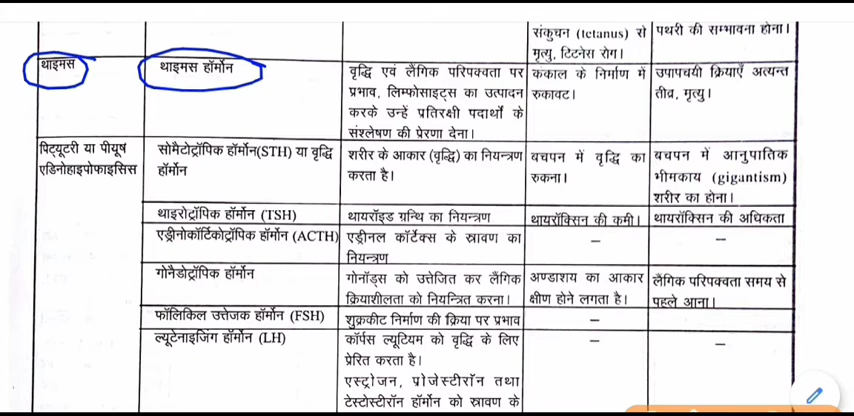 संकुचन (tetanus) से
पथरी की सम्भावना होना।
मृत्यु, टिटनेस रोग।
थाइमस
थाइमस हॉर्मोन
वृद्धि एवं लैंगिक परिपक्वता पर
प्रभाव, लिम्फोसाइट्स का उत्पादन
करके उन्हें प्रतिरक्षी पदार्थों के
संश्लेषण की प्रेरणा देना।
कंकाल के निर्माण में
रुकावट।
उपापचयी क्रियाएँ अत्यन्त
तीव्र, मृत्यु।
पिट्यूटरी या पीयूष
एडिनोहाइपोफाइसिस
सोमैटोट्रॉपिक हॉर्मोन(STH) या वृद्धि
हॉर्मोन
शरीर के आकार (वृद्धि) का नियन्त्रण
करता है।
बचपन में वृद्धि का
रुकना।
बचपन में आनुपातिक
भीमकाय (gigantism)
शरीर का होना।
थाइरोट्रॉपिक हॉर्मोन (TSH)
थायरॉइड ग्रन्थि का नियन्त्रण
थायरॉक्सिन की कमी।
थायरॉक्सिन की अधिकता
एड्रीनोकॉर्टिकोट्रॉपिक हॉर्मोन (ACTH)
एड्रीनल कॉर्टेक्स के स्रावण का
नियन्त्रण
–
–
गोनैडोट्रॉपिक हॉर्मोन
गोनॉड्स को उत्तेजित कर लैंगिक
क्रियाशीलता को नियन्त्रित करना।
अण्डाशय का आकार
क्षीण होने लगता है।
लैंगिक परिपक्वता समय से
पहले आना।
फॉलिकिल उत्तेजक हॉर्मोन (FSH)
शुक्रकीट निर्माण की क्रिया पर प्रभाव
–
ल्यूटेनाइजिंग हॉर्मोन (LH)
कॉर्पस ल्यूटियम को वृद्धि के लिए
प्रेरित करता है।
एस्ट्रोजन, प्रोजेस्टीरॉन तथा
टेस्टोस्टीरॉन हॉर्मोन को स्रावण के
–
–